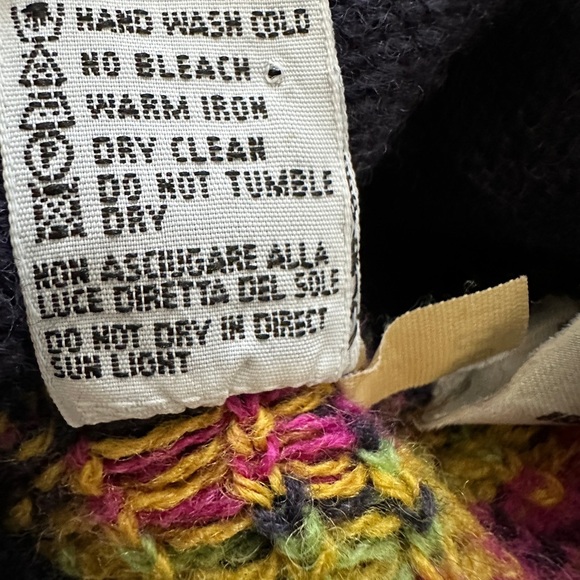 HAND WASH COLD
NO BLEACH
WARM IRON
P DRY CLEAN
DO NOT TUMBLE
DRY
NON ASCIUGARE ALLA
LUCE DIRETTA DEL SOLE
DO NOT DRY IN DIRECT
SUN LIGHT